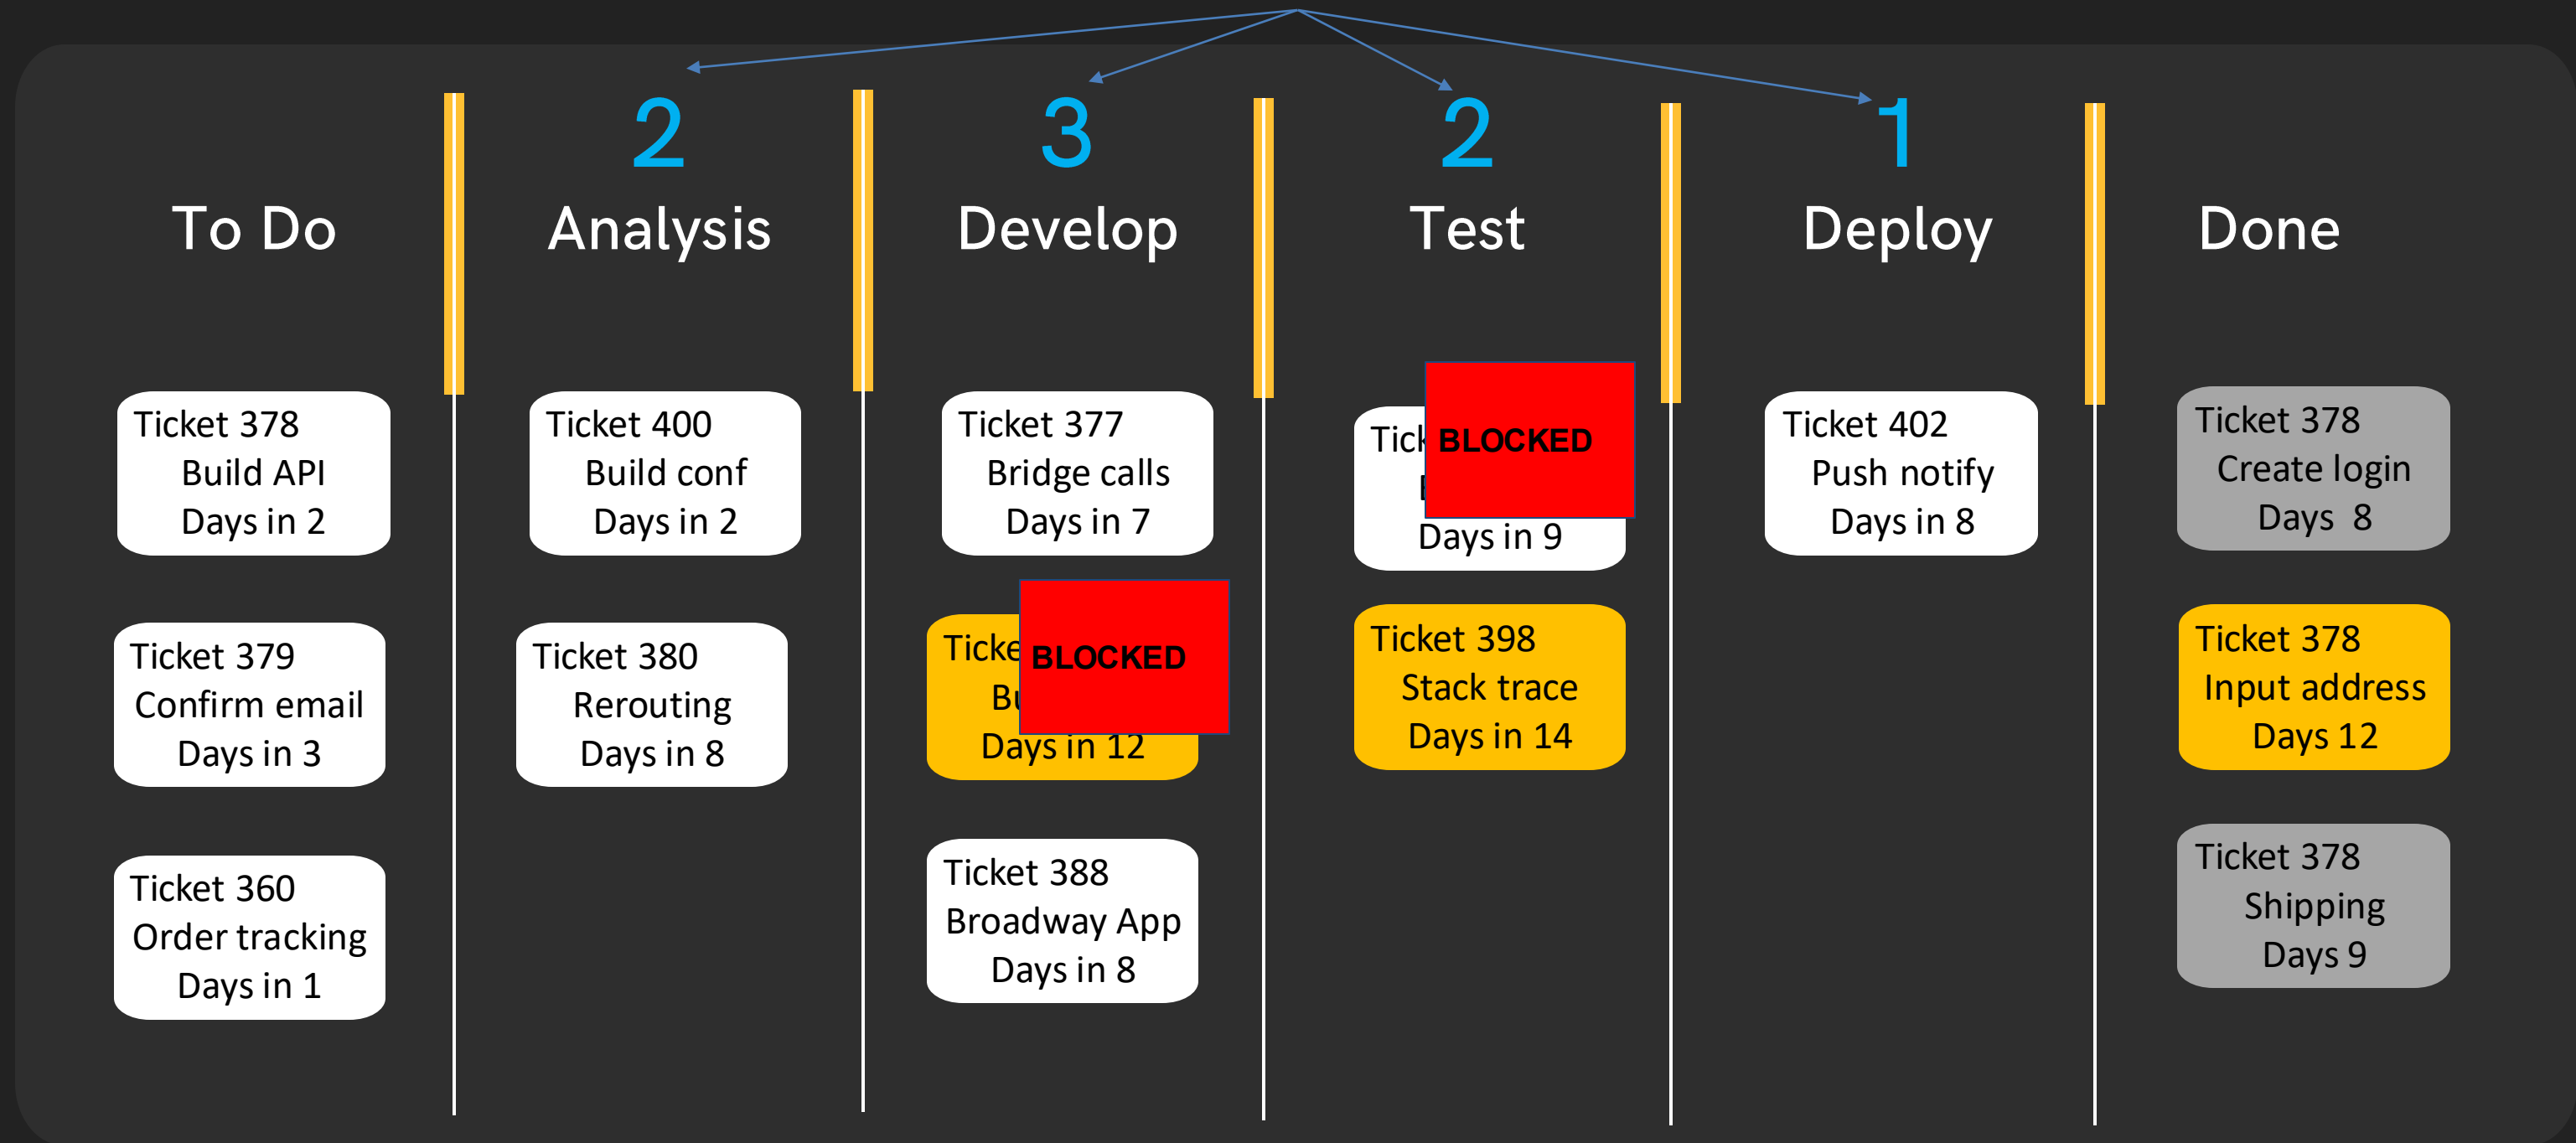 2
3
2
1
To Do
Analysis
Develop
Test
Deploy
Done
Ticket 378
Build API
Days in 2
Ticket 379
Confirm email
Days in 3
Ticket 360
Order tracking
Days in 1
Ticket 400
Build conf
Days in 2
Ticket 380
Rerouting
Days in 8
Ticket 377
Bridge calls
Days in 7
BLOCKED
Days in 12
Ticket 388
Broadway App
Days in 8
BLOCKED
Days in 9
Ticket 398
Stack trace
Days in 14
Ticket 402
Push notify
Days in 8
Ticket 378
Create login
Days 8
Ticket 378
Input address
Days 12
Ticket 378
Shipping
Days 9